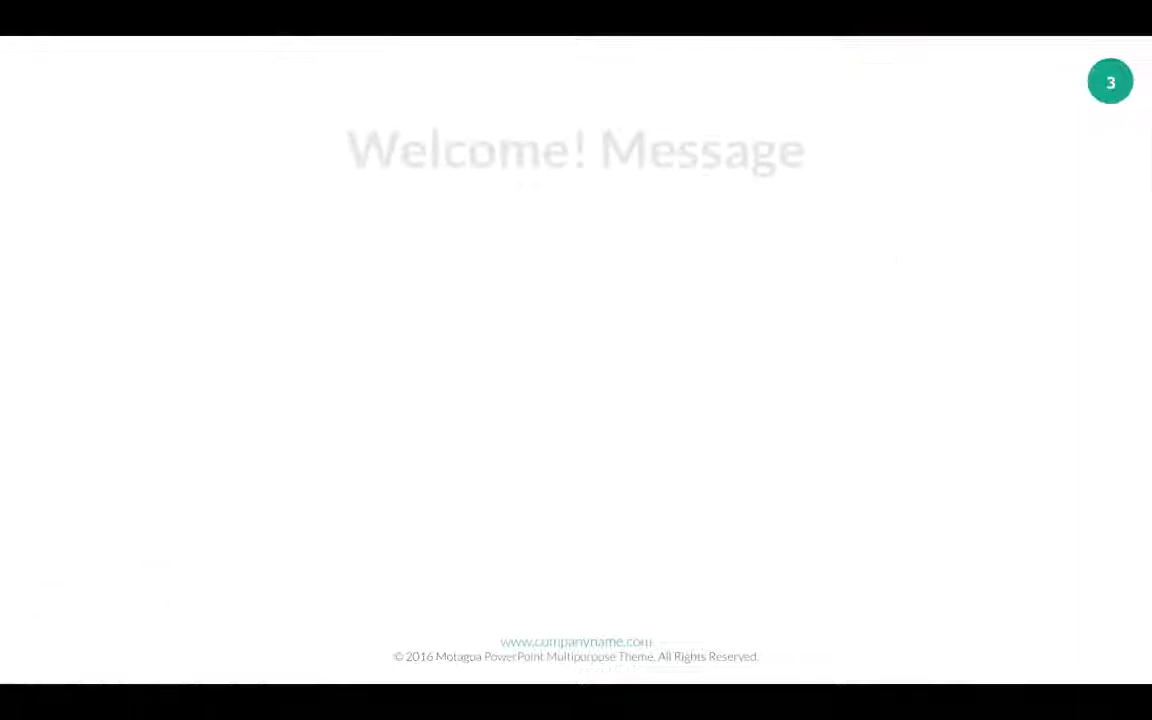 3
Welcome! Message
www.companyname.com
© 2016 Motagua PowerPoint Multipurpose Theme, All Rights Reserved.